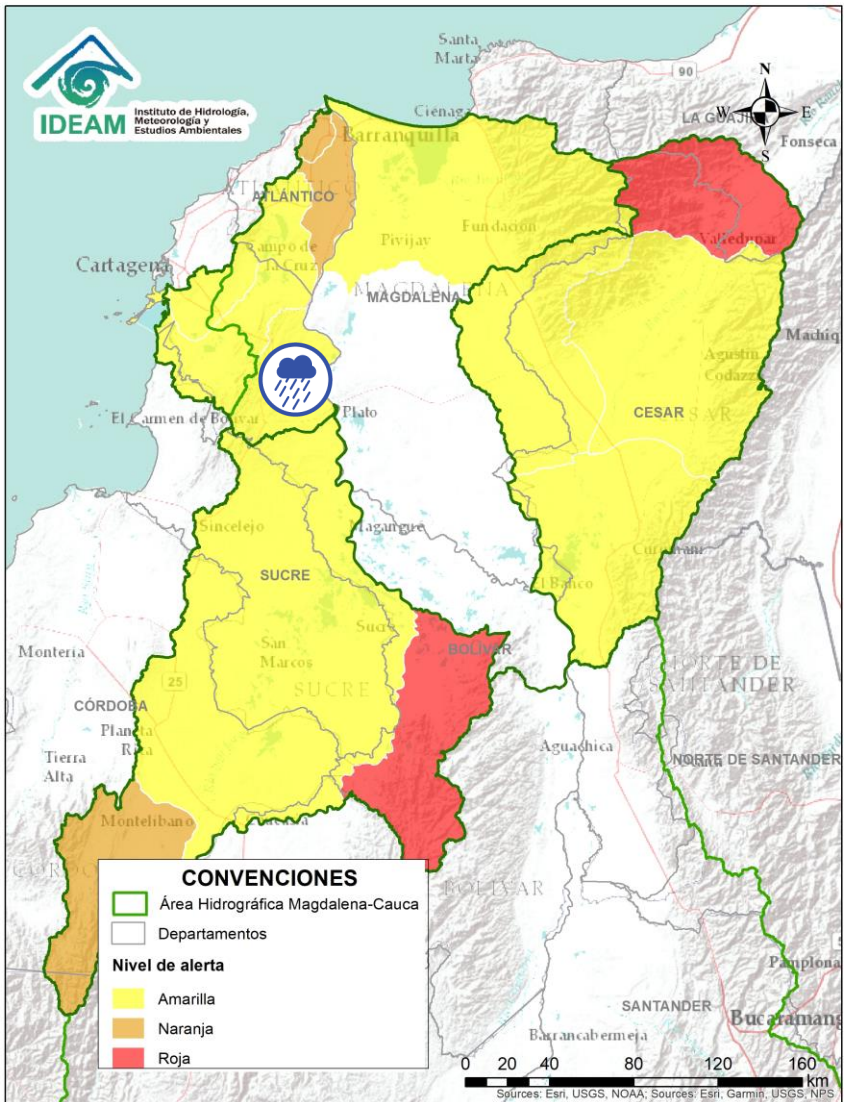 IDEAM
Instituto de Hidrología,
Meteorología y
Estudios Ambientales
Santa
Marta
90
N
W
E
S
LA GUAJIR
Ciénaga
Barranquilla
Fonseca
ATLÁNTICO
Fundación
Pivijay
Valledupar
Campo de
la Cruz
Cartagena
MAGDALENA
MAGDALENA
Machiq
Agustín
Codazzi
CESAR
Plato
El Carmen de Bolívar
Sincelejo
Magangué
Curumaní
El Banco
SUCRE
Sucre
BOLÍVAR
Montería
San
Marcos
SUCRE
25
NORTE DE
SANTANDER
CÓRDOBA
Planeta
Rica
Aguachica
NORTE DE SANTANDER
Tierra
Alta
Montelíbano
BOLÍVAR
CONVENCIONES
Área Hidrográfica Magdalena-Cauca
Departamentos
Nivel de alerta
Amarilla
Naranja
Roja
Pamplona
SANTANDER
Bucaramang
Barrancabermeja
0 20 40 80 120 160
km
Sources: Esri, USGS, NOAA; Sources: Esri, Garmin, USGS, NPS